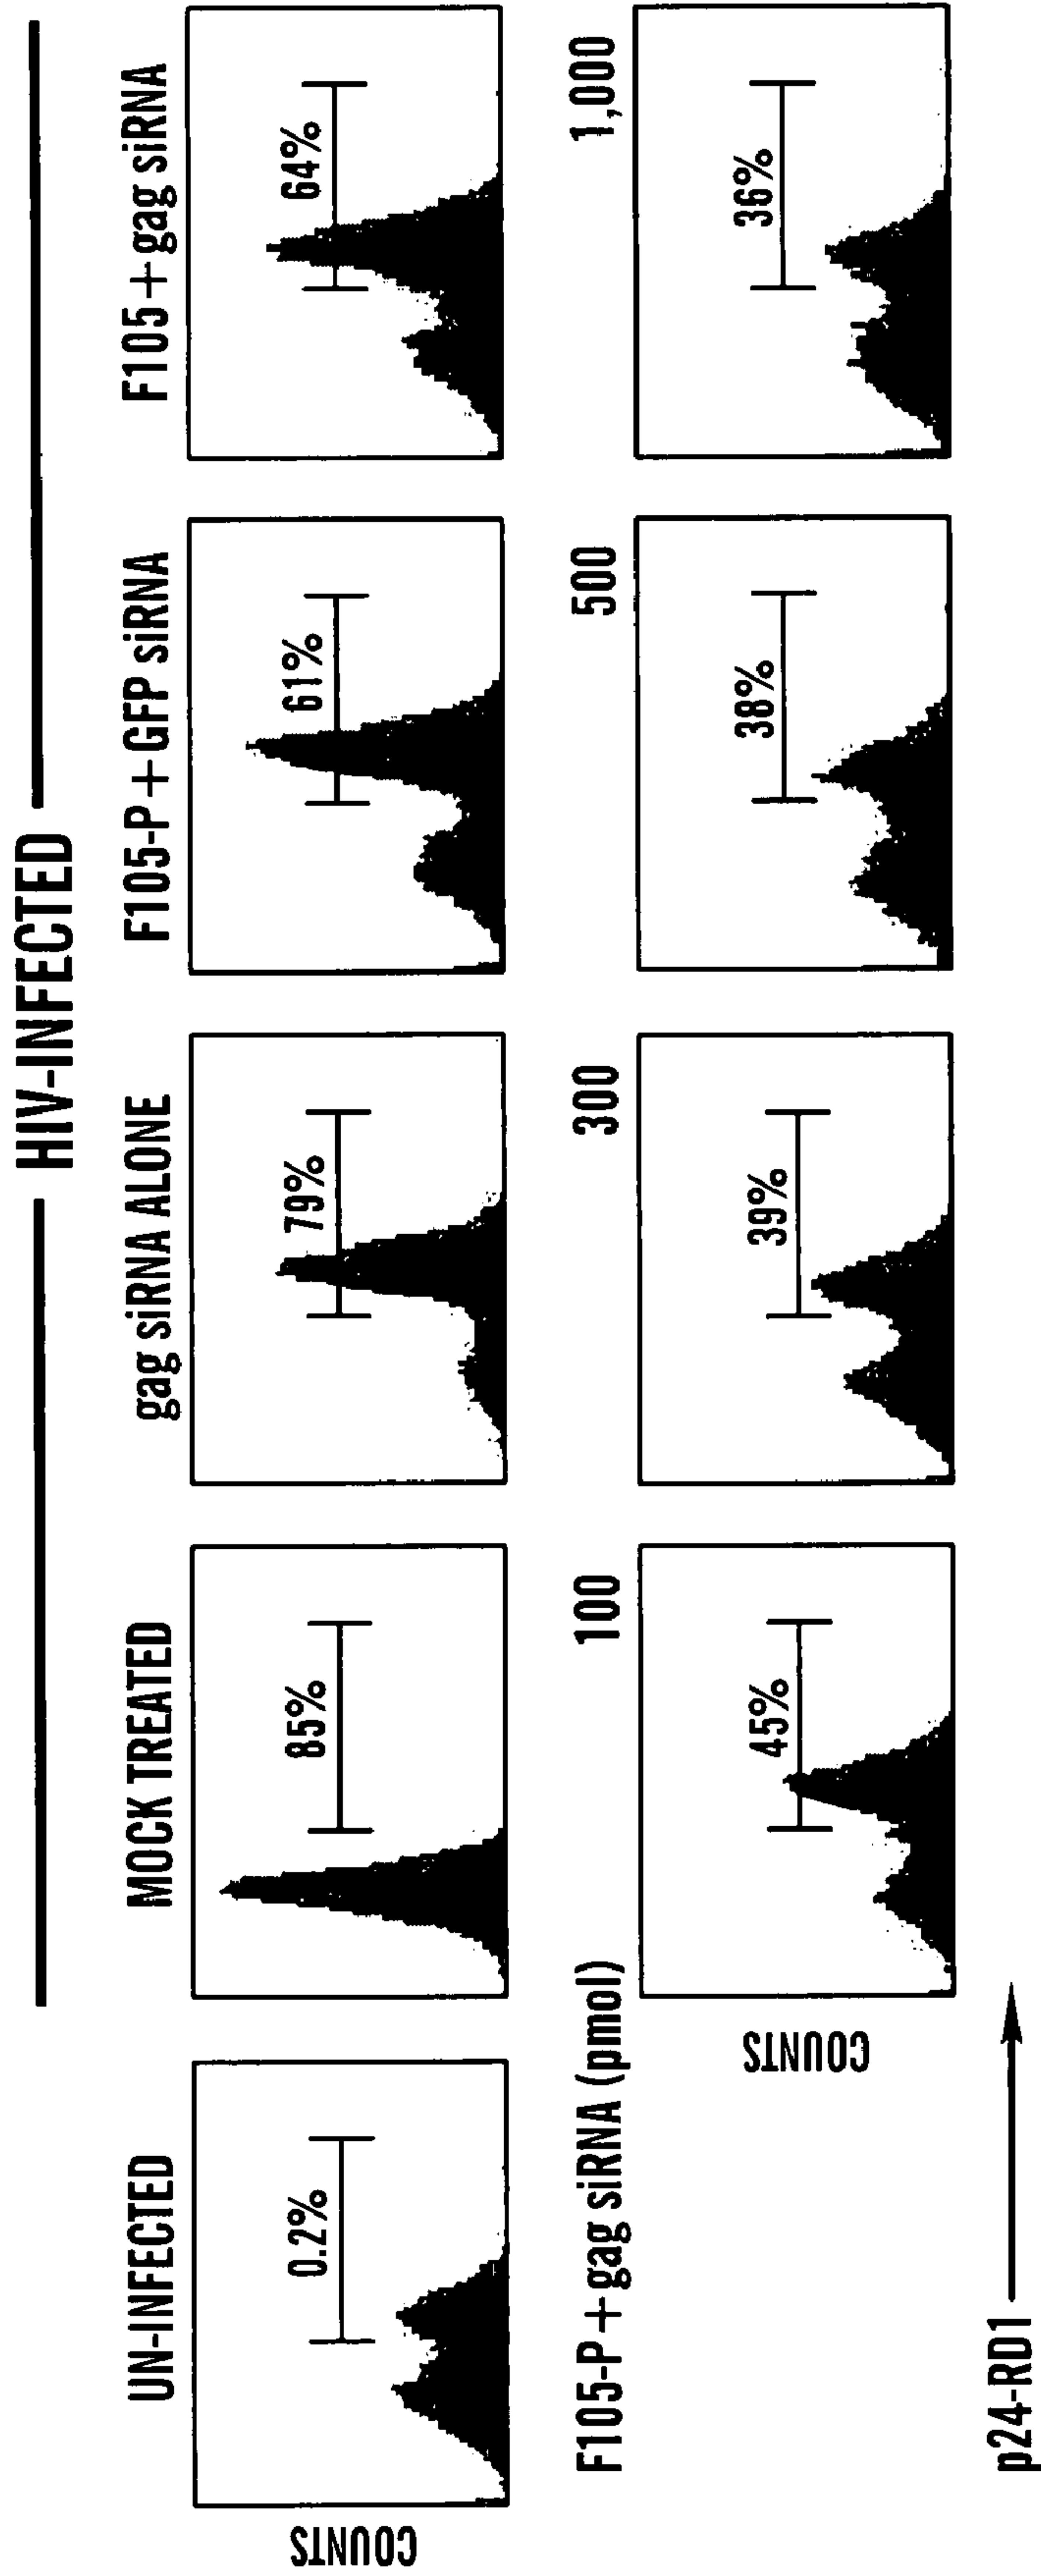 HIV-INFECTED
UN-INFECTED
MOCK TREATED
gag siRNA ALONE
F105-P+GFP siRNA
F105+gag siRNA
COUNTS
0.2%
85%
79%
61%
64%
F105-P+gag siRNA (pmol)
100
300
500
1,000
COUNTS
45%
39%
38%
36%
p24-RD1